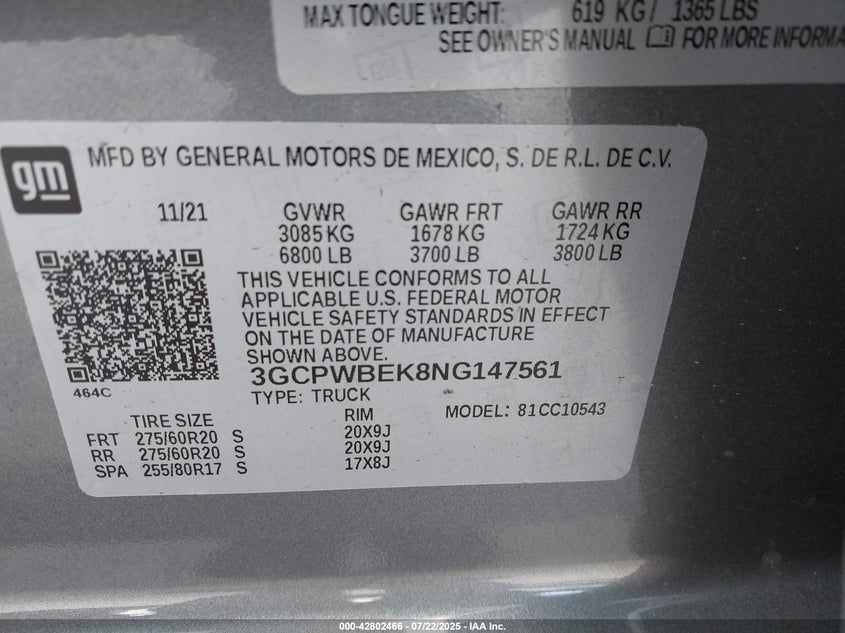 MAX TONGUE WEIGHT: 619 KG / 1365 LBS
SEE OWNER'S MANUAL FOR MORE INFORMA
gm
MFD BY GENERAL MOTORS DE MEXICO, S. DE R.L. DE C.V.
11/21 GVWR GAWR FRT GAWR RR
3085 KG 1678 KG 1724 KG
6800 LB 3700 LB 3800 LB
THIS VEHICLE CONFORMS TO ALL
APPLICABLE U.S. FEDERAL MOTOR
VEHICLE SAFETY STANDARDS IN EFFECT
ON THE DATE OF MANUFACTURE
SHOWN ABOVE.
3GCPWBEK8NG147561
464C
TYPE: TRUCK
TIRE SIZE RIM MODEL: 81CC10543
FRT 275/60R20 S 20X9J
RR 275/60R20 S 20X9J
SPA 255/80R17 S 17X8J
000-42802466 - 07/22/2025 - IAA Inc.